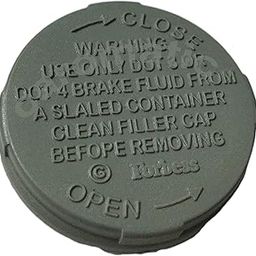 CLOSE
WARNING
USE ONLY DOT 3 OR
DOT 4 BRAKE FLUID FROM
A SLALED CONTAINER
CLEAN FILLER CAP
BEFOPE REMOVING
©
OPEN